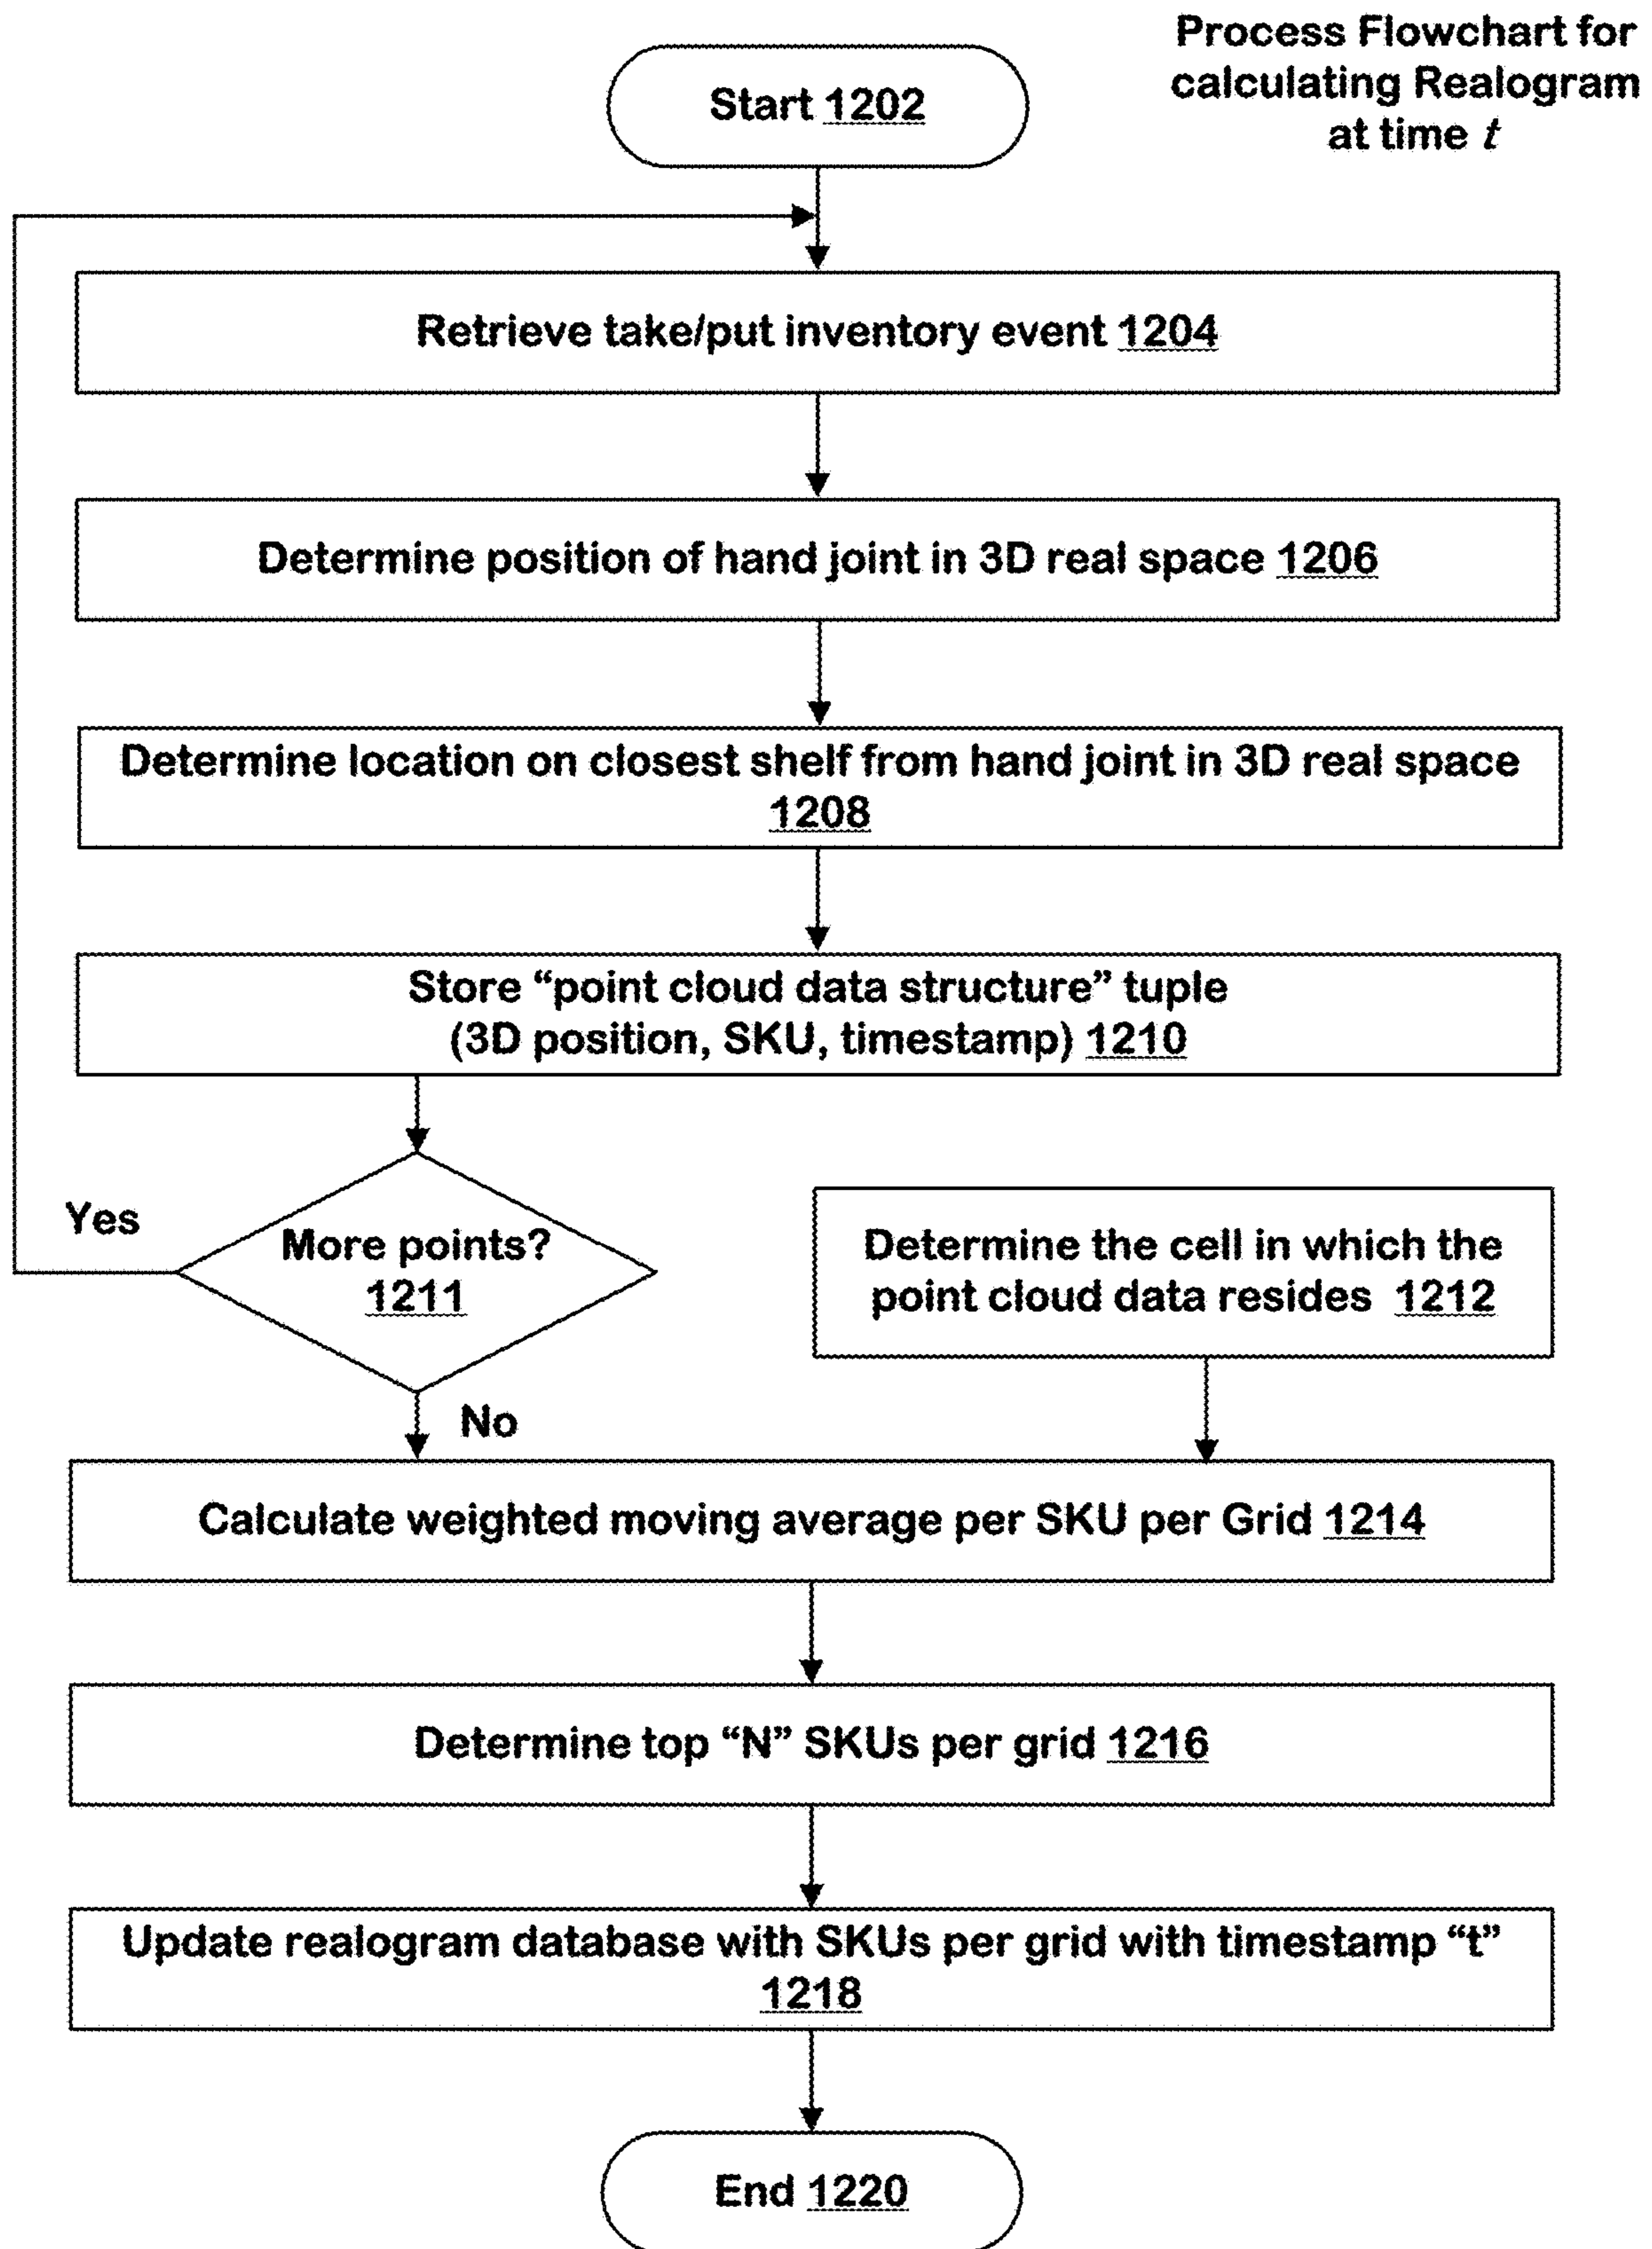 Process Flowchart for
calculating Realogram
at time t
Start 1202
Retrieve take/put inventory event 1204
Determine position of hand joint in 3D real space 1206
Determine location on closest shelf from hand joint in 3D real space
1208
Store “point cloud data structure” tuple
(3D position, SKU, timestamp) 1210
Yes
More points?
1211
Determine the cell in which the
point cloud data resides 1212
No
Calculate weighted moving average per SKU per Grid 1214
Determine top “N” SKUs per grid 1216
Update realogram database with SKUs per grid with timestamp “t”
1218
End 1220